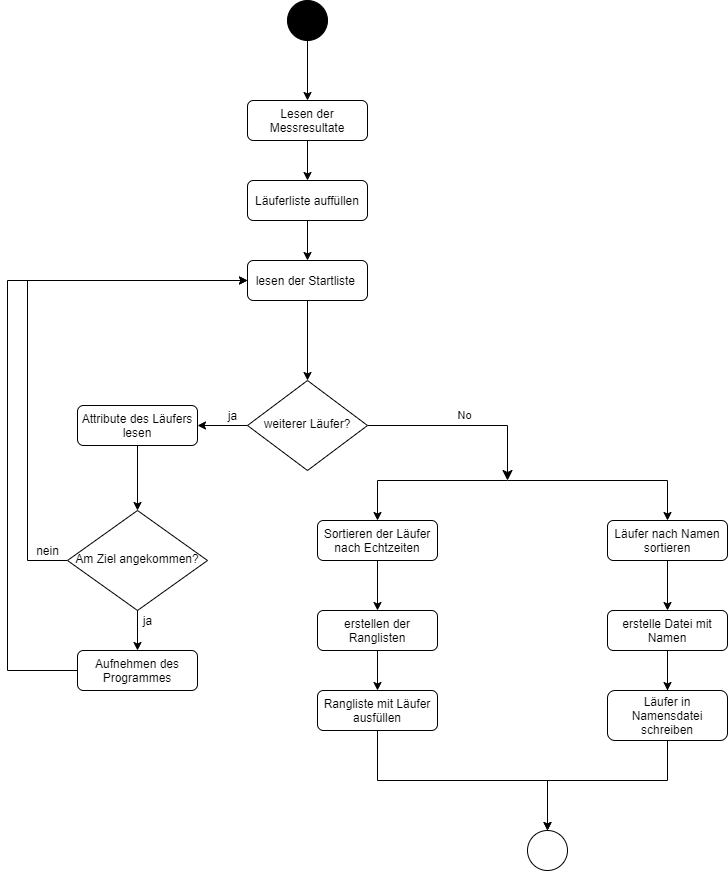 Lesen der
Messresultate
Läuferliste auffüllen
lesen der Startliste
weiterer Läufer?
ja
No
Attribute des Läufers
lesen
Am Ziel angekommen?
nein
ja
Aufnehmen des
Programmes
Sortieren der Läufer
nach Echtzeiten
erstellen der
Ranglisten
Rangliste mit Läufer
ausfüllen
Läufer nach Namen
sortieren
erstelle Datei mit
Namen
Läufer in
Namensdatei
schreiben